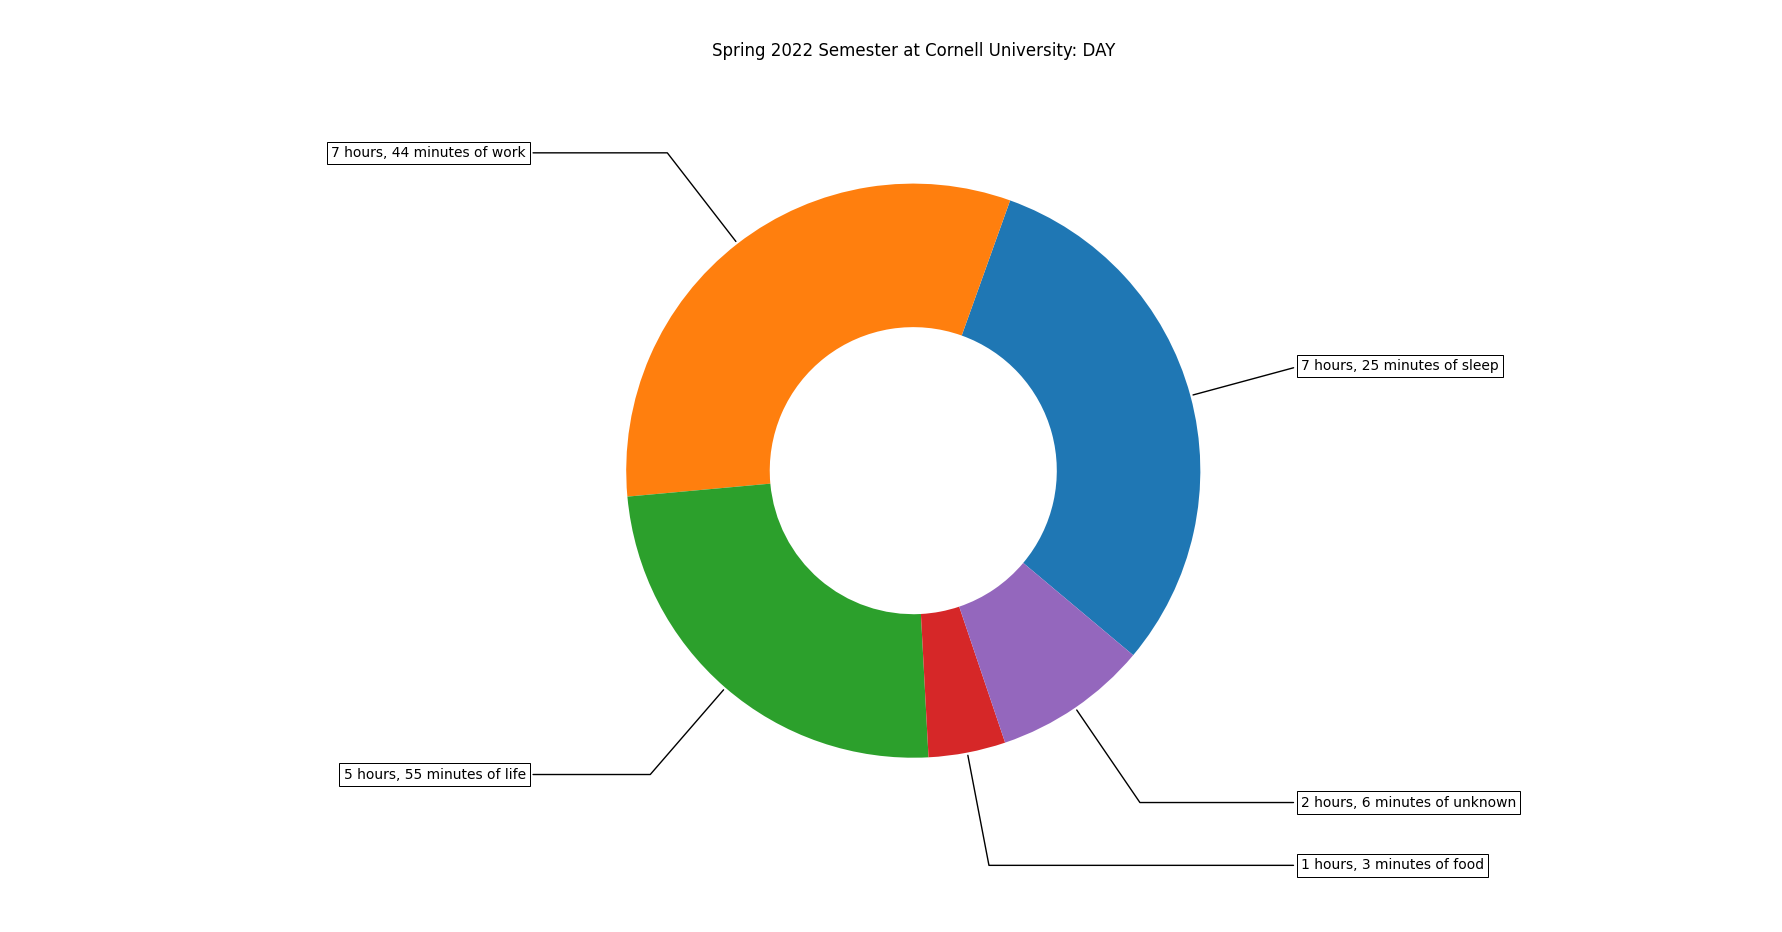 Spring 2022 Semester at Cornell University: DAY
7 hours, 44 minutes of work
7 hours, 25 minutes of sleep
5 hours, 55 minutes of life
2 hours, 6 minutes of unknown
1 hours, 3 minutes of food